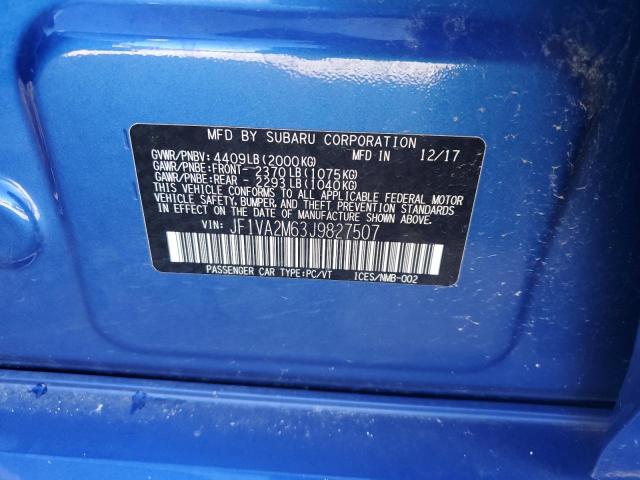 MFD BY SUBARU CORPORATION
GVWR/PNBV: 4409LB(2000KG) MFD IN 12/17
GAWR/PNBE:FRONT- 2370LB(1075KG)
GAWR/PNBE:REAR - 2293LB(1040KG)
THIS VEHICLE CONFORMS TO ALL APPLICABLE FEDERAL MOTOR
VEHICLE SAFETY,BUMPER, AND THEFT PREVENTION STANDARDS
IN EFFECT ON THE DATE OF MANUFACTURE SHOWN ABOVE.
VIN: JF1VA2M63J9827507
PASSENGER CAR TYPE:PC/VT ICES/NMB-002